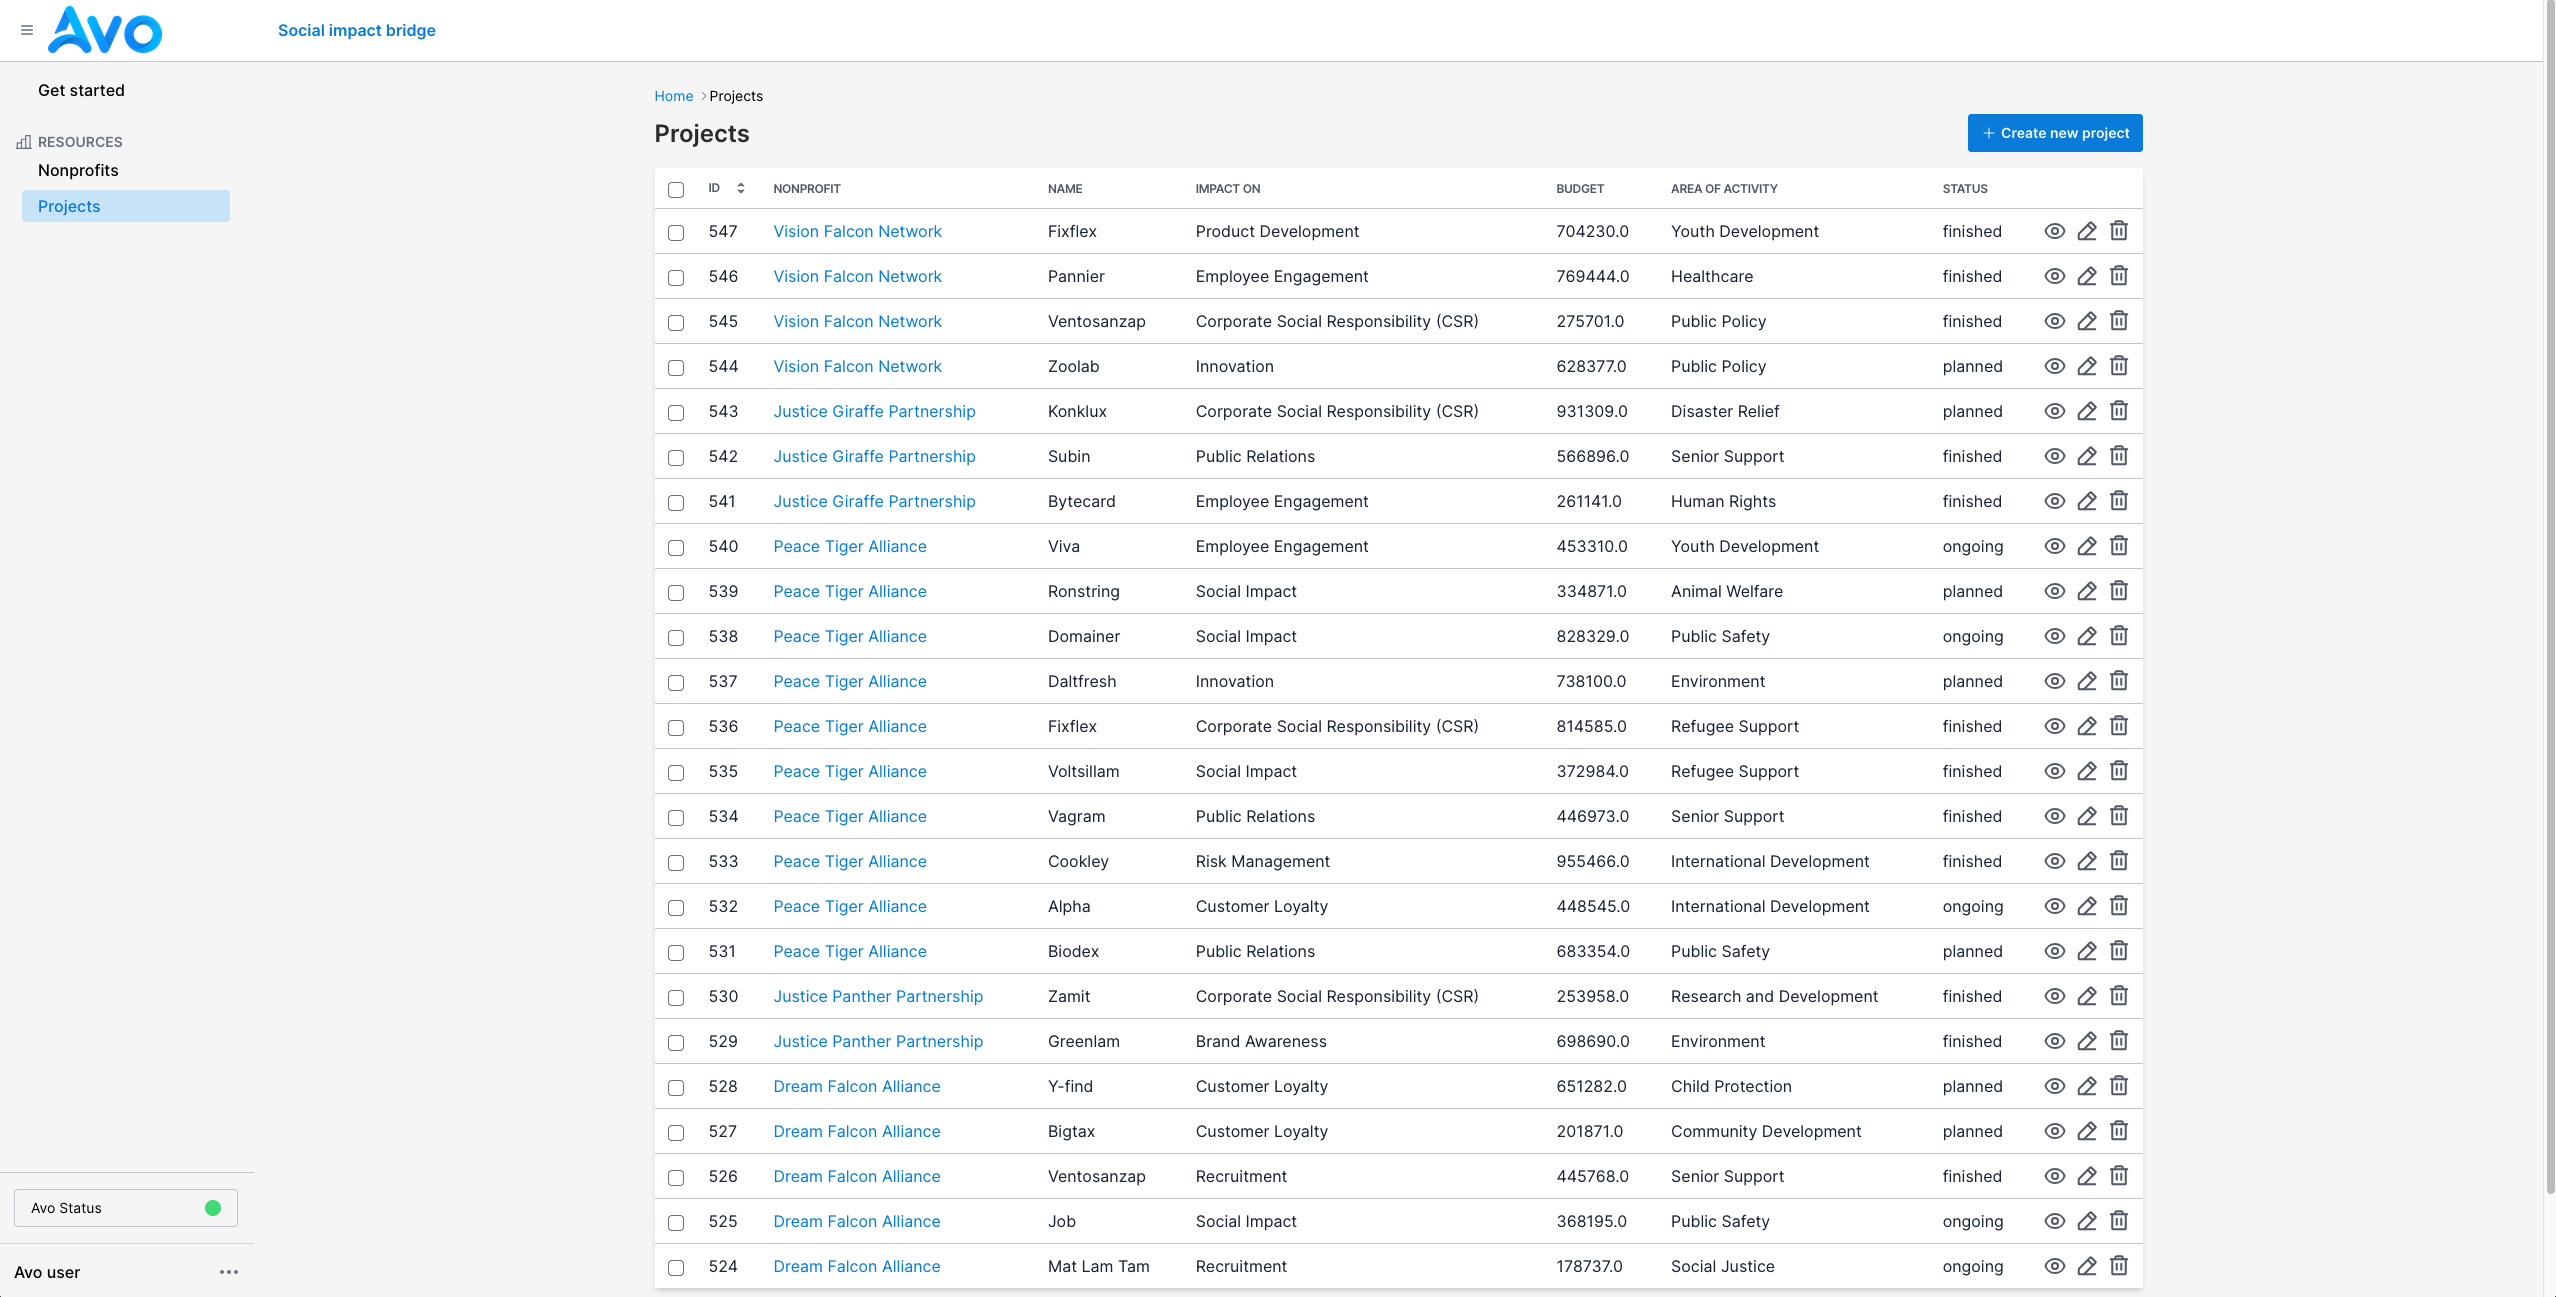 Avo
Social impact bridge
Get started
RESOURCES
Nonprofits
Projects
Avo Status
Avo user
Home Projects
Projects
Create new project
ID NONPROFIT NAME IMPACT ON BUDGET AREA OF ACTIVITY STATUS
547 Vision Falcon Network Fixflex Product Development 704230.0 Youth Development finished
546 Vision Falcon Network Pannier Employee Engagement 769444.0 Healthcare finished
545 Vision Falcon Network Ventosanzap Corporate Social Responsibility (CSR) 275701.0 Public Policy finished
544 Vision Falcon Network Zoolab Innovation 628377.0 Public Policy planned
543 Justice Giraffe Partnership Konklux Corporate Social Responsibility (CSR) 931309.0 Disaster Relief planned
542 Justice Giraffe Partnership Subin Public Relations 566896.0 Senior Support finished
541 Justice Giraffe Partnership Bytecard Employee Engagement 261141.0 Human Rights finished
540 Peace Tiger Alliance Viva Employee Engagement 453310.0 Youth Development ongoing
539 Peace Tiger Alliance Ronstring Social Impact 334871.0 Animal Welfare planned
538 Peace Tiger Alliance Domainer Social Impact 828329.0 Public Safety ongoing
537 Peace Tiger Alliance Daltfresh Innovation 738100.0 Environment planned
536 Peace Tiger Alliance Fixflex Corporate Social Responsibility (CSR) 814585.0 Refugee Support finished
535 Peace Tiger Alliance Voltsillam Social Impact 372984.0 Refugee Support finished
534 Peace Tiger Alliance Vagram Public Relations 446973.0 Senior Support finished
533 Peace Tiger Alliance Cookley Risk Management 955466.0 International Development finished
532 Peace Tiger Alliance Alpha Customer Loyalty 448545.0 International Development ongoing
531 Peace Tiger Alliance Biodex Public Relations 683354.0 Public Safety planned
530 Justice Panther Partnership Zamit Corporate Social Responsibility (CSR) 253958.0 Research and Development finished
529 Justice Panther Partnership Greenlam Brand Awareness 698690.0 Environment finished
528 Dream Falcon Alliance Y-find Customer Loyalty 651282.0 Child Protection planned
527 Dream Falcon Alliance Bigtax Customer Loyalty 201871.0 Community Development planned
526 Dream Falcon Alliance Ventosanzap Recruitment 445768.0 Senior Support finished
525 Dream Falcon Alliance Job Social Impact 368195.0 Public Safety ongoing
524 Dream Falcon Alliance Mat Lam Tam Recruitment 178737.0 Social Justice ongoing